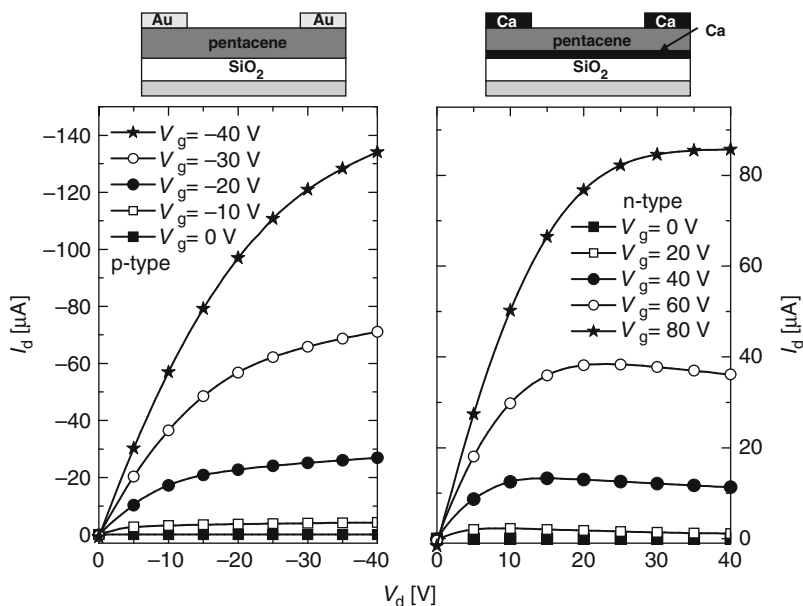 Au Au
pentacene
SiO2
Ca Ca
Ca
pentacene
SiO2
–140
–120
–100
–80
–60
–40
–20
0
Id [µA]
Vg= –40 V
Vg= –30 V
Vg= –20 V
Vg= –10 V
Vg= 0 V
p-type
0 –10 –20 –30 –40
n-type
Vg= 0 V
Vg= 20 V
Vg= 40 V
Vg= 60 V
Vg= 80 V
80
60
40
20
0
Id [µA]
0 10 20 30 40
Vd [V]